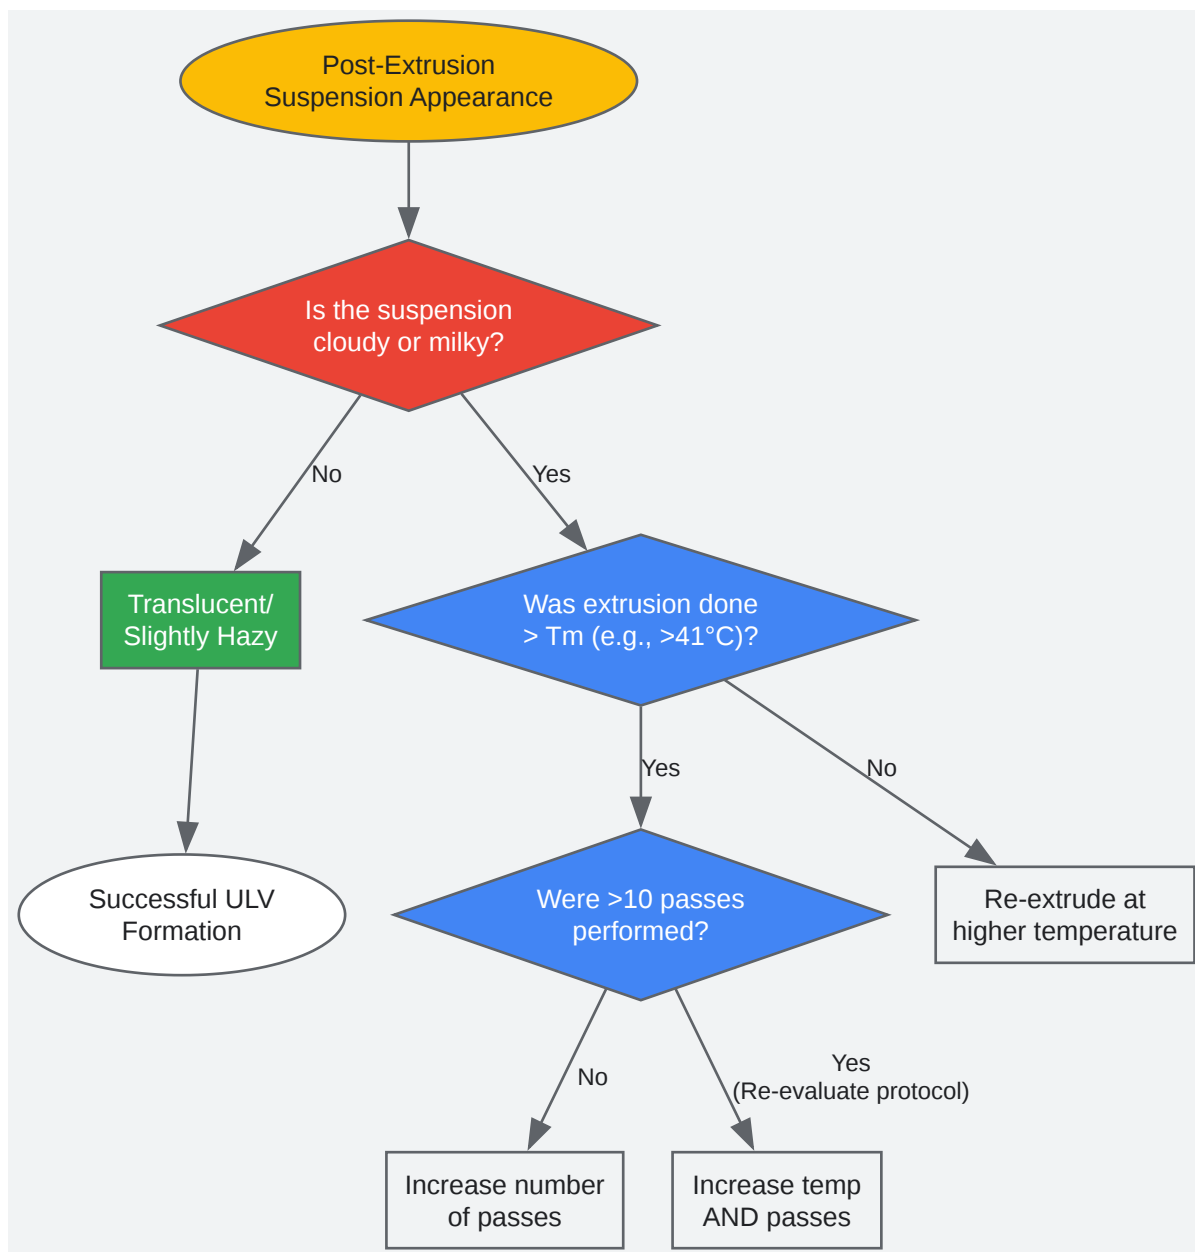 Post-Extrusion
Suspension Appearance
Is the suspension
cloudy or milky?
No
Yes
Translucent/
Slightly Hazy
Was extrusion done
> Tm (e.g., >41°C)?
Yes
No
Successful ULV
Formation
Were >10 passes
performed?
Re-extrude at
higher temperature
No
Yes
(Re-evaluate protocol)
Increase number
of passes
Increase temp
AND passes